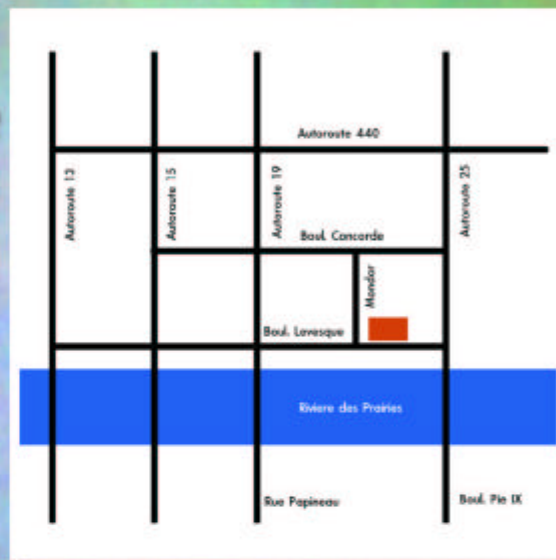 Autoroute 440
Autoroute 13
Autoroute 15
Autoroute 19
Autoroute 25
Boul. Concorde
Mondor
Boul. Levesque
Riviere des Prairies
Rue Papineau
Boul. Pie IX